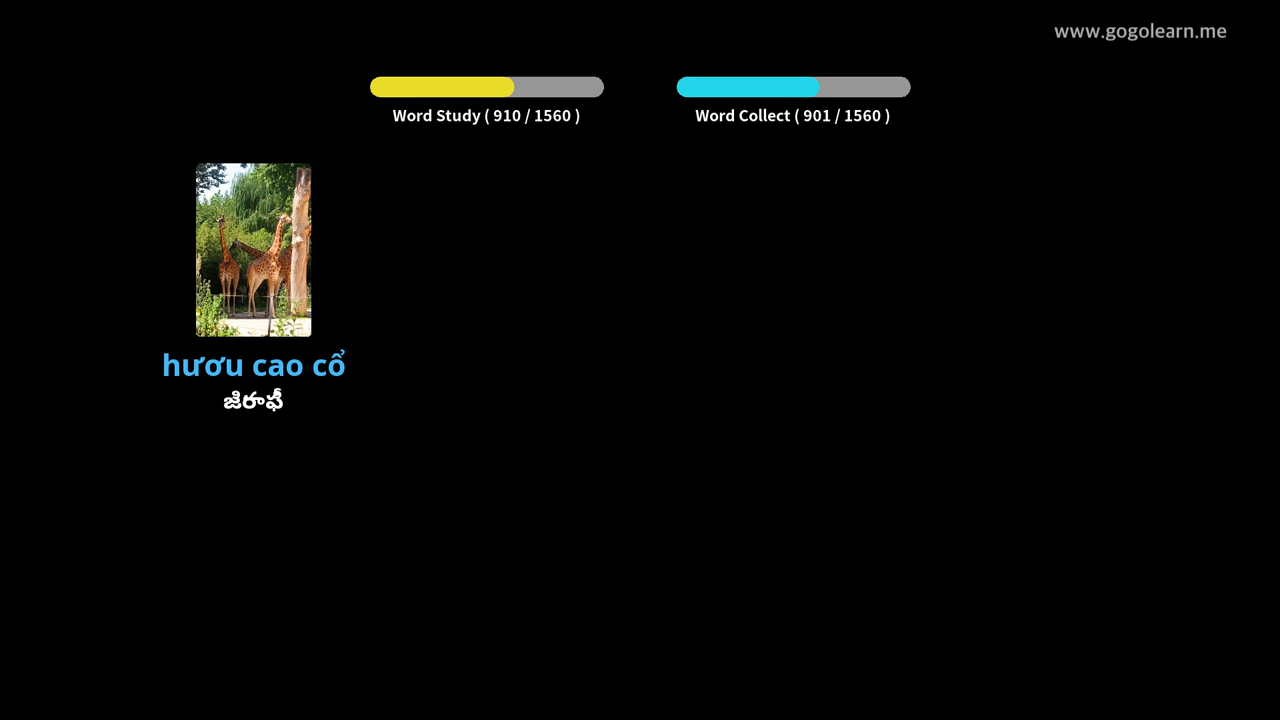 www.gogolearn.me
Word Study ( 910 / 1560 )
Word Collect ( 901 / 1560 )
hươu cao cổ
జిరాఫీ